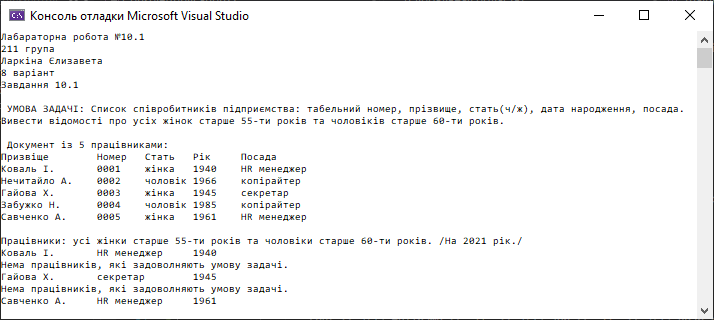 Консоль отладки Microsoft Visual Studio
Лабараторна робота №10.1
211 група
Ларкіна Єлизавета
8 варіант
Завдання 10.1
УМОВА ЗАДАЧІ: Список співробитників підприємства: табельний номер, прізвище, стать(ч/ж), дата народження, посада.
Вивести відомості про усіх жінок старше 55-ти років та чоловіків старше 60-ти років.
Документ із 5 працівниками:
Призвіще Номер Стать Рік Посада
Коваль І. 0001 жінка 1940 HR менеджер
Нечитайло А. 0002 чоловік 1966 копірайтер
Гайова Х. 0003 жінка 1945 секретар
Забужко Н. 0004 чоловік 1985 копірайтер
Савченко А. 0005 жінка 1961 HR менеджер
Працівники: усі жінки старше 55-ти років та чоловіки старше 60-ти років. /На 2021 рік./
Коваль І. HR менеджер 1940
Нема працівників, які задоволняють умову задачі.
Гайова Х. секретар 1945
Нема працівників, які задоволняють умову задачі.
Савченко А. HR менеджер 1961